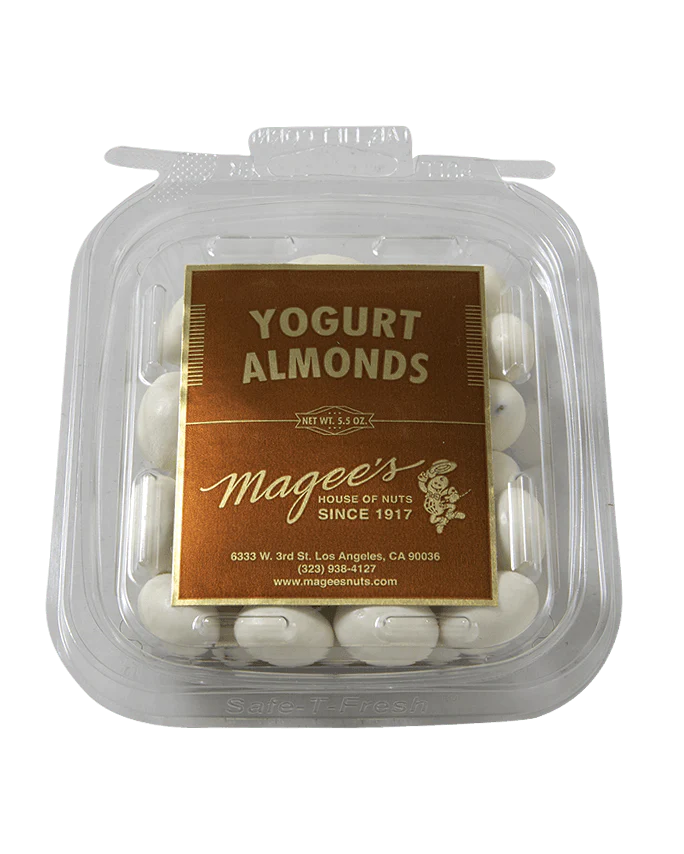 YOGURT
ALMONDS
NET WT. 5.5 OZ.
Magee's
HOUSE OF NUTS
SINCE 1917
6333 W. 3rd St. Los Angeles, CA 90036
(323) 938-4127
www.mageesnuts.com
Safe-T-Fresh